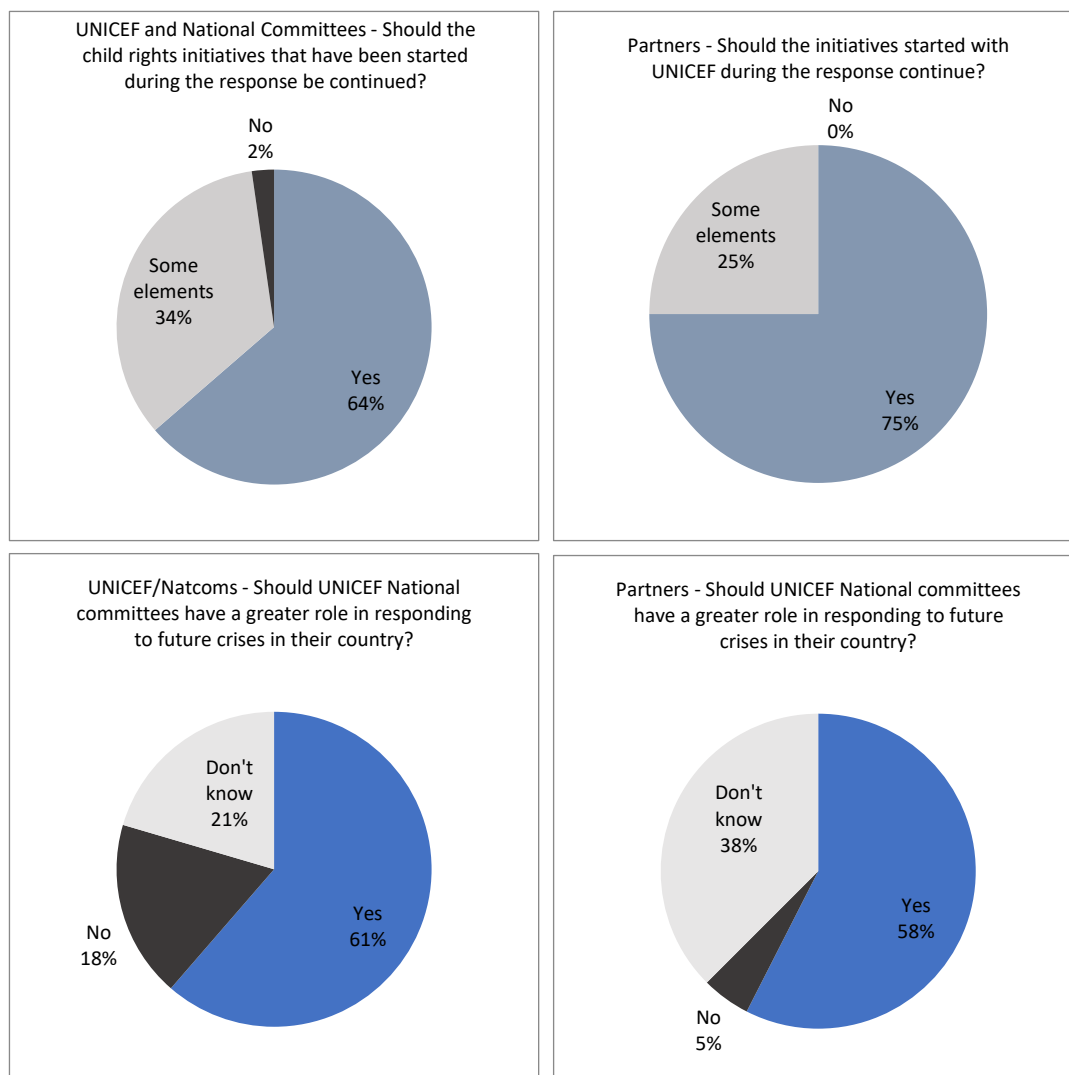 UNICEF and National Committees - Should the
child rights initiatives that have been started
during the response be continued?
No
2%
Some
elements
34%
Yes
64%
Partners - Should the initiatives started with
UNICEF during the response continue?
No
0%
Some
elements
25%
Yes
75%
UNICEF/Natcoms - Should UNICEF National
committees have a greater role in responding
to future crises in their country?
Don't
know
21%
No
18%
Yes
61%
Partners - Should UNICEF National committees
have a greater role in responding to future
crises in their country?
Don't
know
38%
Yes
58%
No
5%